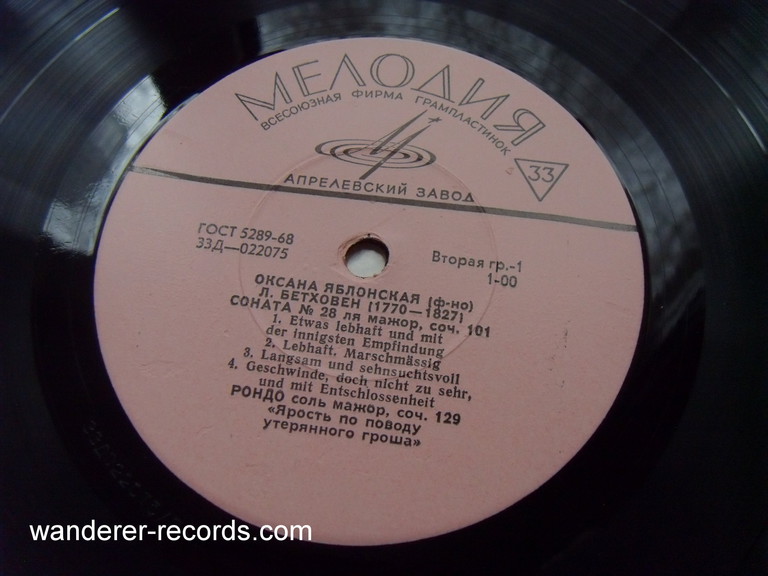 МЕЛОДИЯ
ВСЕСОЮЗНАЯ ФИРМА ГРАМПЛАСТИНОК
33
АПРЕЛЕВСКИЙ ЗАВОД
ГОСТ 5289-68
33Д—022075
Вторая гр.-1
1-00
ОКСАНА ЯБЛОНСКАЯ (ф-но)
Л. БЕТХОВЕН (1770—1827)
СОНАТА № 28 ля мажор, соч. 101
1. Etwas lebhaft und mit
der innigsten Empfindung
2. Lebhaft, Marschmässig
3. Langsam und sehnsuchtsvoll
4. Geschwinde, doch nicht zu sehr,
und mit Entschlossenheit
РОНДО соль мажор, соч. 129
«Ярость по поводу
утерянного гроша»
wanderer-records.com